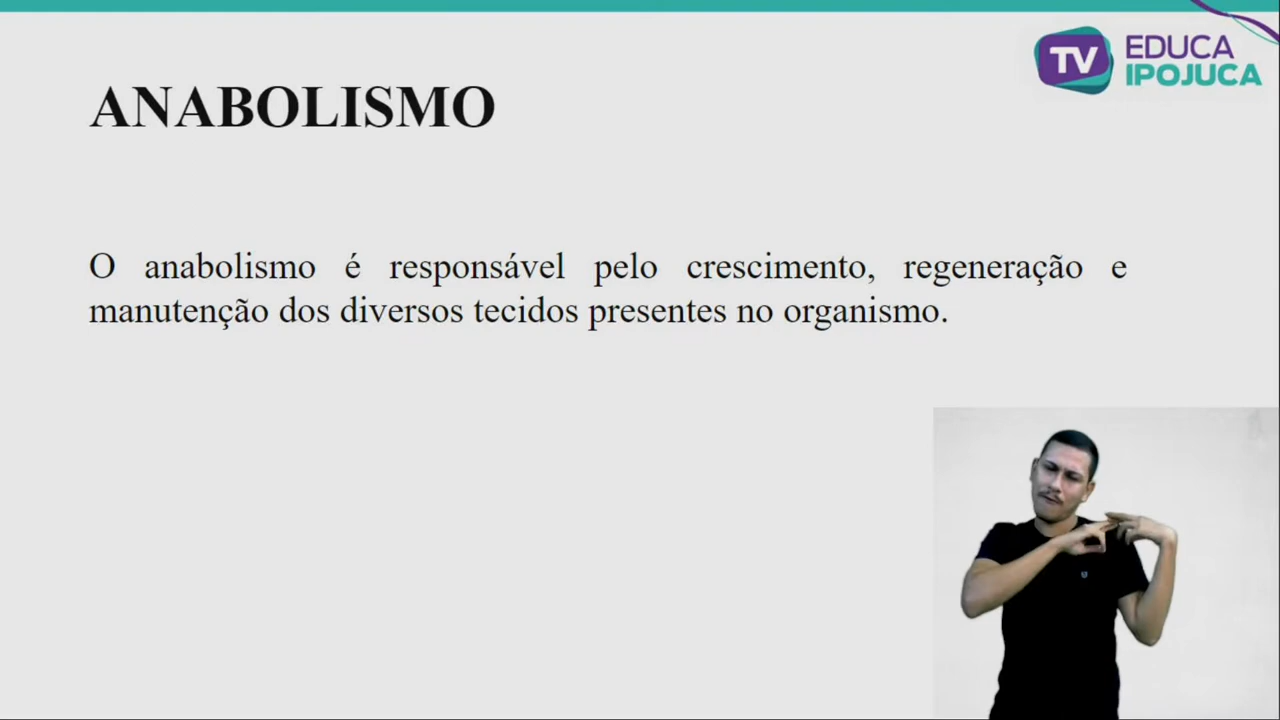 TV EDUCA
IPOJUCA
ANABOLISMO
O anabolismo é responsável pelo crescimento, regeneração e
manutenção dos diversos tecidos presentes no organismo.